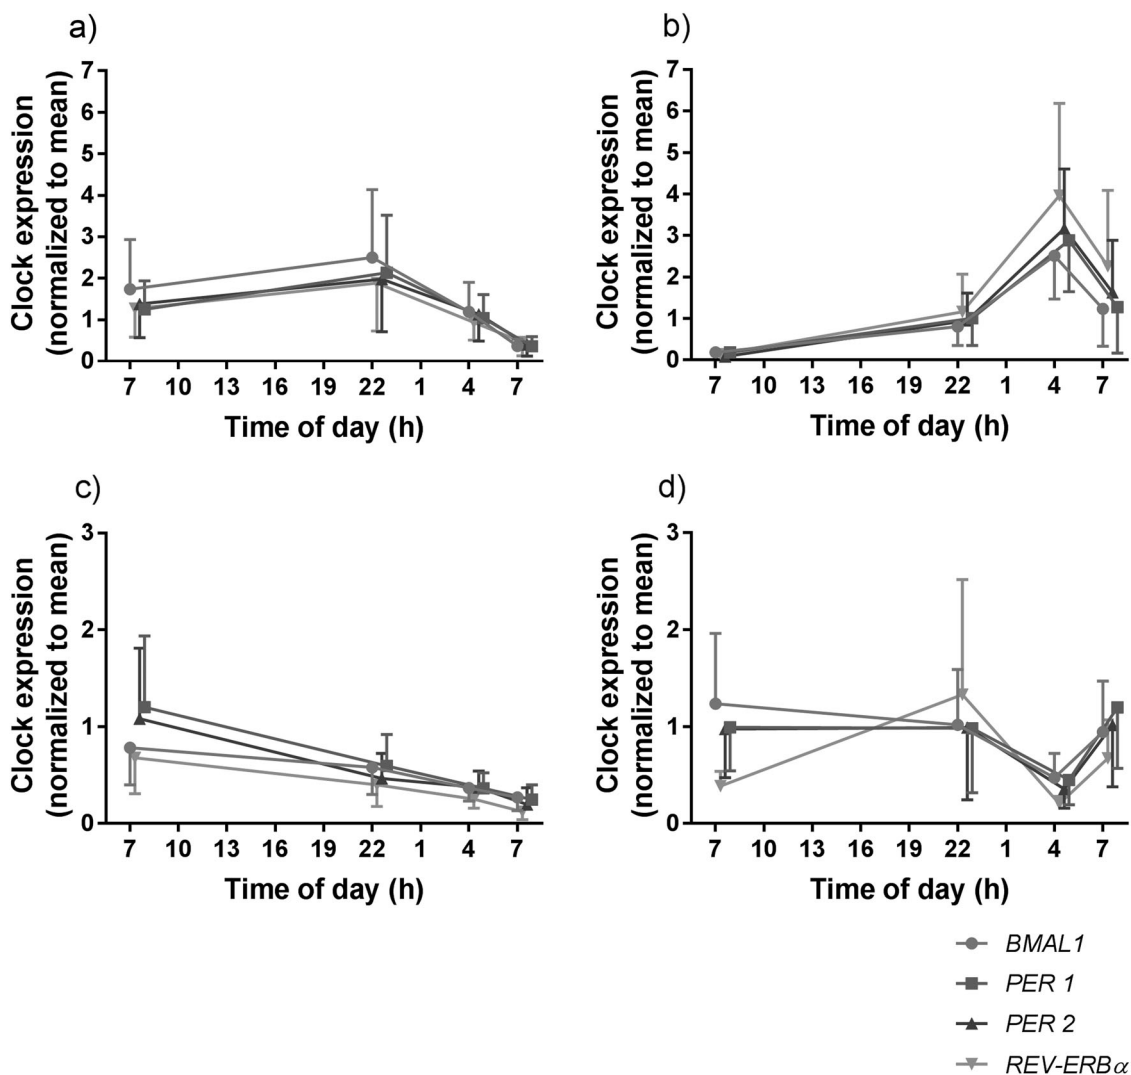 a)
Clock expression
(normalized to mean)
7
6
5
4
3
2
1
0
7 10 13 16 19 22 1 4 7
Time of day (h)
b)
Clock expression
(normalized to mean)
7
6
5
4
3
2
1
0
7 10 13 16 19 22 1 4 7
Time of day (h)
c)
Clock expression
(normalized to mean)
3
2
1
0
7 10 13 16 19 22 1 4 7
Time of day (h)
d)
Clock expression
(normalized to mean)
3
2
1
0
7 10 13 16 19 22 1 4 7
Time of day (h)
BMAL1
PER 1
PER 2
REV-ERBα